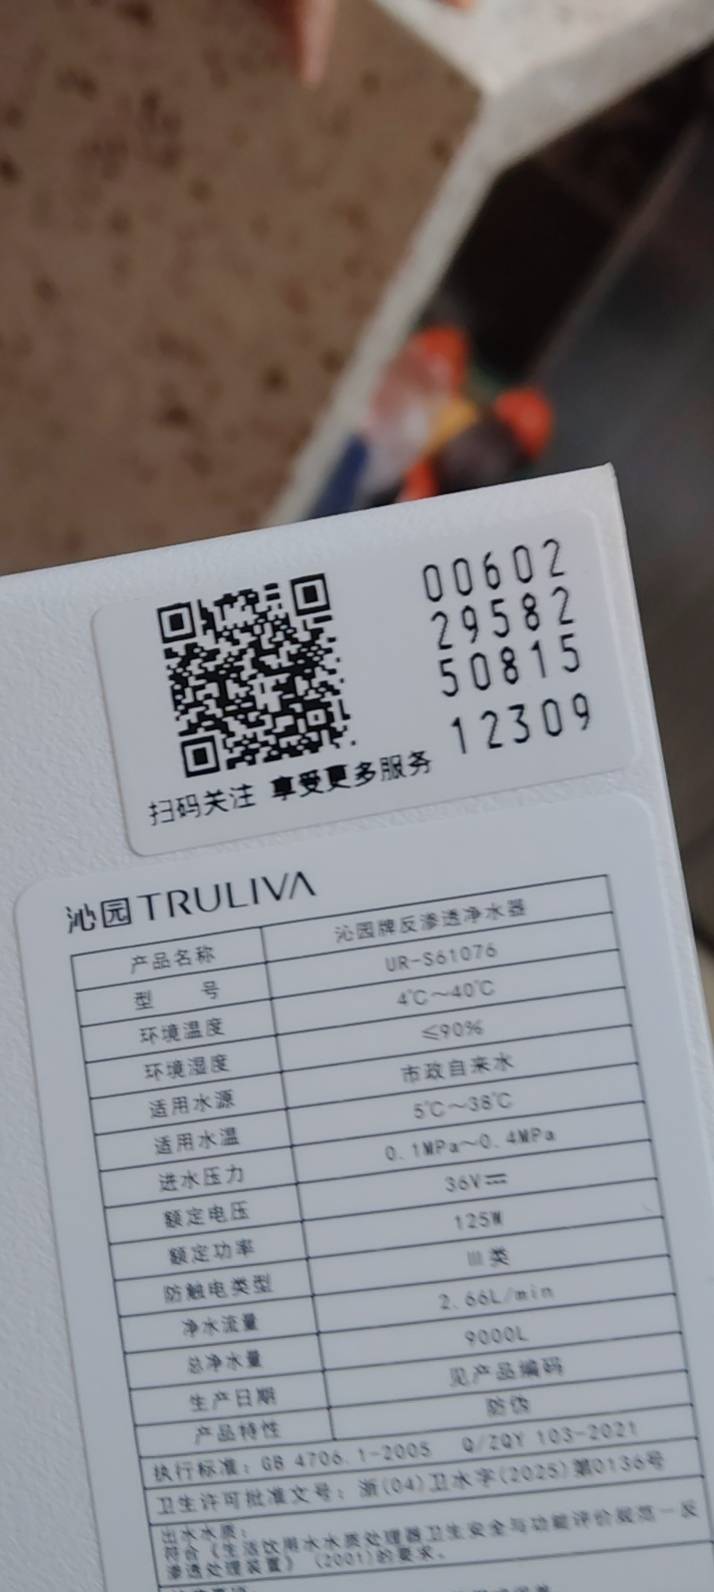 00602
29582
50815
12309
扫码关注 享受更多服务
沁园TRULIVA
产品名称 沁园牌反渗透净水器
型 号 UR-S61076
环境温度 4℃~40℃
环境湿度 ≤90%
适用水源 市政自来水
适用水温 5℃~38℃
进水压力 0.1MPa~0.4MPa
额定电压 36V⎓
额定功率 125W
防触电类型 Ⅲ类
净水流量 2.66L/min
总净水量 9000L
生产日期 见产品编码
产品特性 防伪
执行标准:GB 4706.1-2005 Q/ZQY 103-2021
卫生许可批准文号:浙(04)卫水字(2025)第0136号
出水水质:
符合《生活饮用水水质处理器卫生安全与功能评价规范一反
渗透处理装置》(2001)的要求。